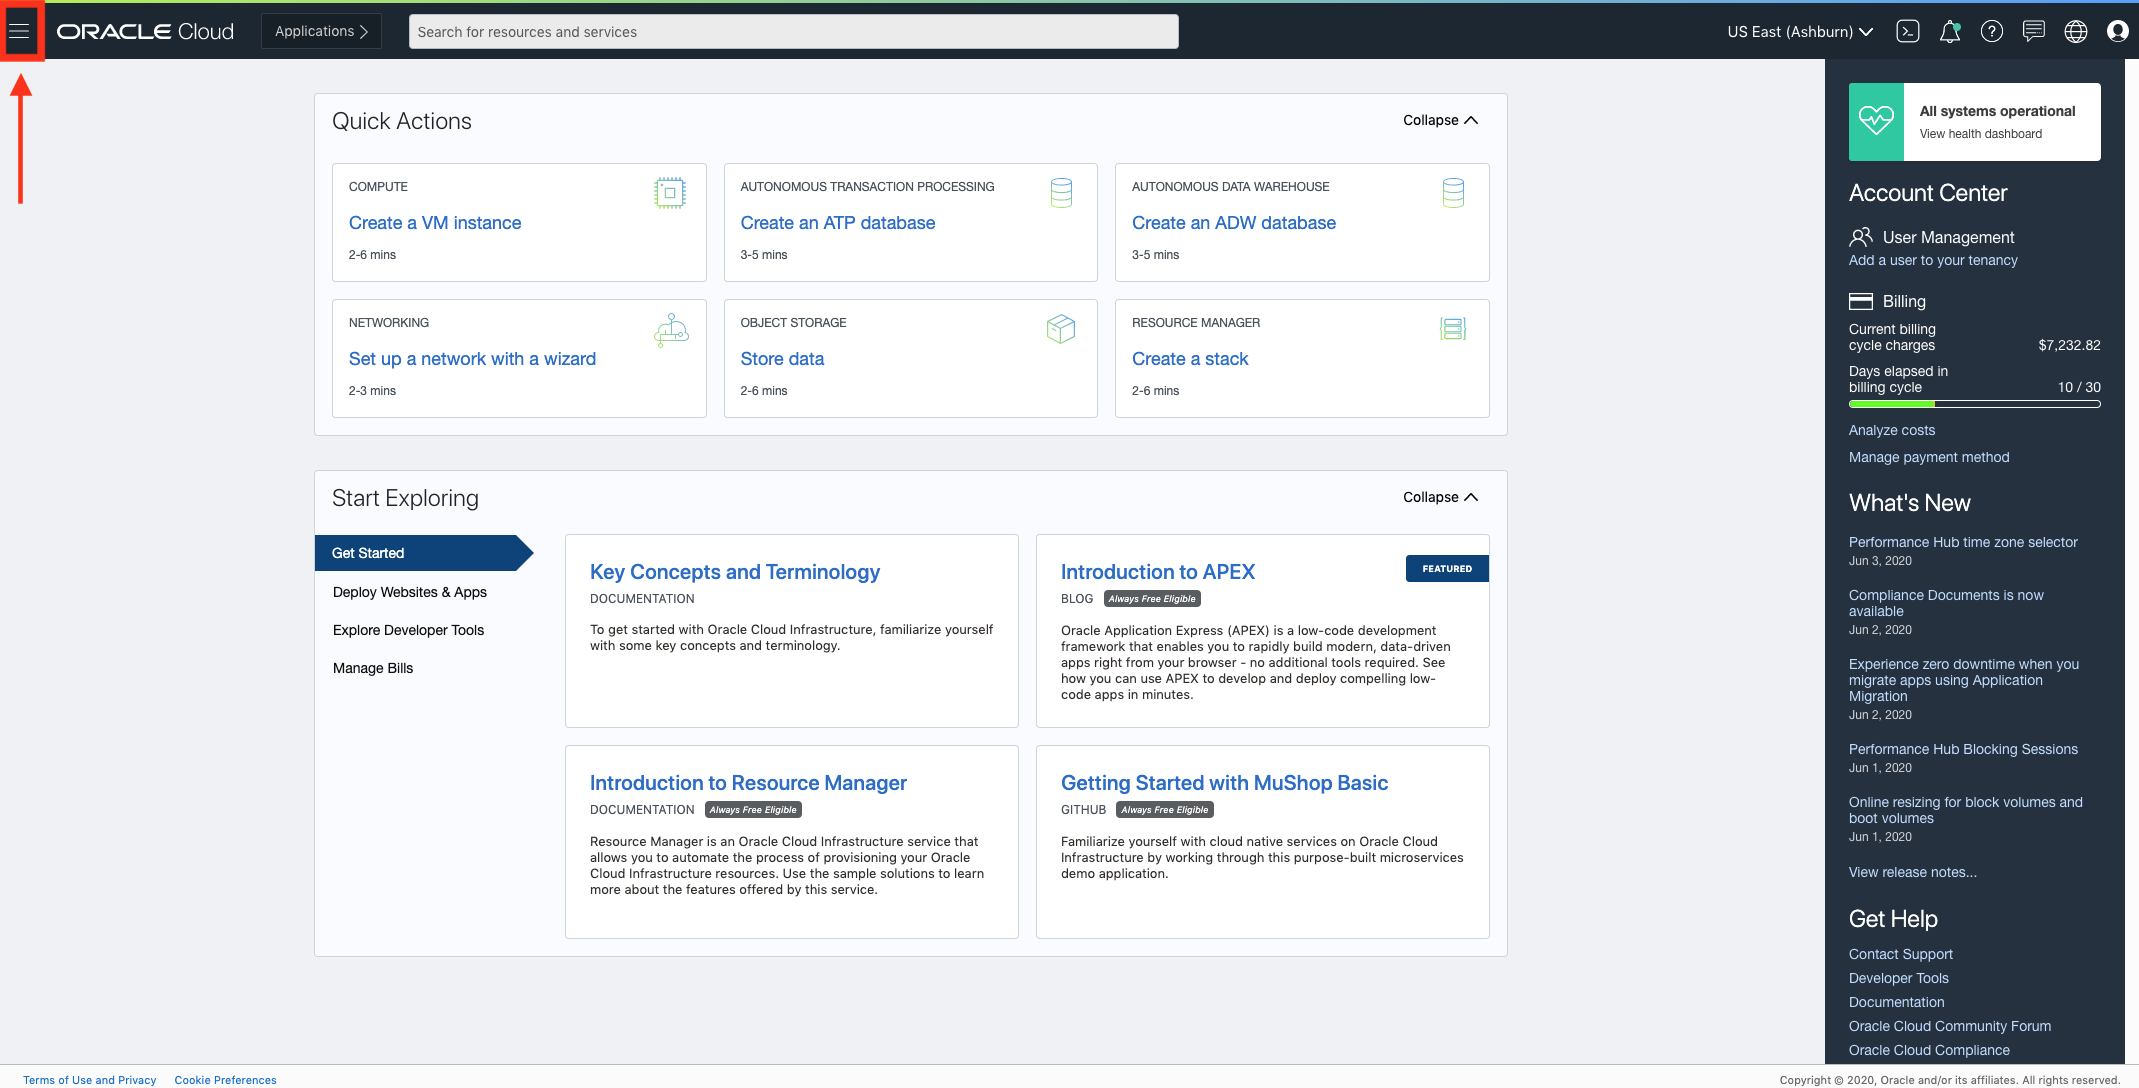 ORACLE Cloud
Applications
Search for resources and services
US East (Ashburn)
Quick Actions
Collapse
COMPUTE
Create a VM instance
2-6 mins
AUTONOMOUS TRANSACTION PROCESSING
Create an ATP database
3-5 mins
AUTONOMOUS DATA WAREHOUSE
Create an ADW database
3-5 mins
NETWORKING
Set up a network with a wizard
2-3 mins
OBJECT STORAGE
Store data
2-6 mins
RESOURCE MANAGER
Create a stack
2-6 mins
Start Exploring
Collapse
Get Started
Deploy Websites & Apps
Explore Developer Tools
Manage Bills
Key Concepts and Terminology
DOCUMENTATION
To get started with Oracle Cloud Infrastructure, familiarize yourself
with some key concepts and terminology.
Introduction to APEX
FEATURED
BLOG Always Free Eligible
Oracle Application Express (APEX) is a low-code development
framework that enables you to rapidly build modern, data-driven
apps right from your browser - no additional tools required. See
how you can use APEX to develop and deploy compelling low-
code apps in minutes.
Introduction to Resource Manager
DOCUMENTATION Always Free Eligible
Resource Manager is an Oracle Cloud Infrastructure service that
allows you to automate the process of provisioning your Oracle
Cloud Infrastructure resources. Use the sample solutions to learn
more about the features offered by this service.
Getting Started with MuShop Basic
GITHUB Always Free Eligible
Familiarize yourself with cloud native services on Oracle Cloud
Infrastructure by working through this purpose-built microservices
demo application.
All systems operational
View health dashboard
Account Center
User Management
Add a user to your tenancy
Billing
Current billing
cycle charges $7,232.82
Days elapsed in
billing cycle 10 / 30
Analyze costs
Manage payment method
What's New
Performance Hub time zone selector
Jun 3, 2020
Compliance Documents is now
available
Jun 2, 2020
Experience zero downtime when you
migrate apps using Application
Migration
Jun 2, 2020
Performance Hub Blocking Sessions
Jun 1, 2020
Online resizing for block volumes and
boot volumes
Jun 1, 2020
View release notes...
Get Help
Contact Support
Developer Tools
Documentation
Oracle Cloud Community Forum
Oracle Cloud Compliance
Terms of Use and Privacy Cookie Preferences
Copyright © 2020, Oracle and/or its affiliates. All rights reserved.